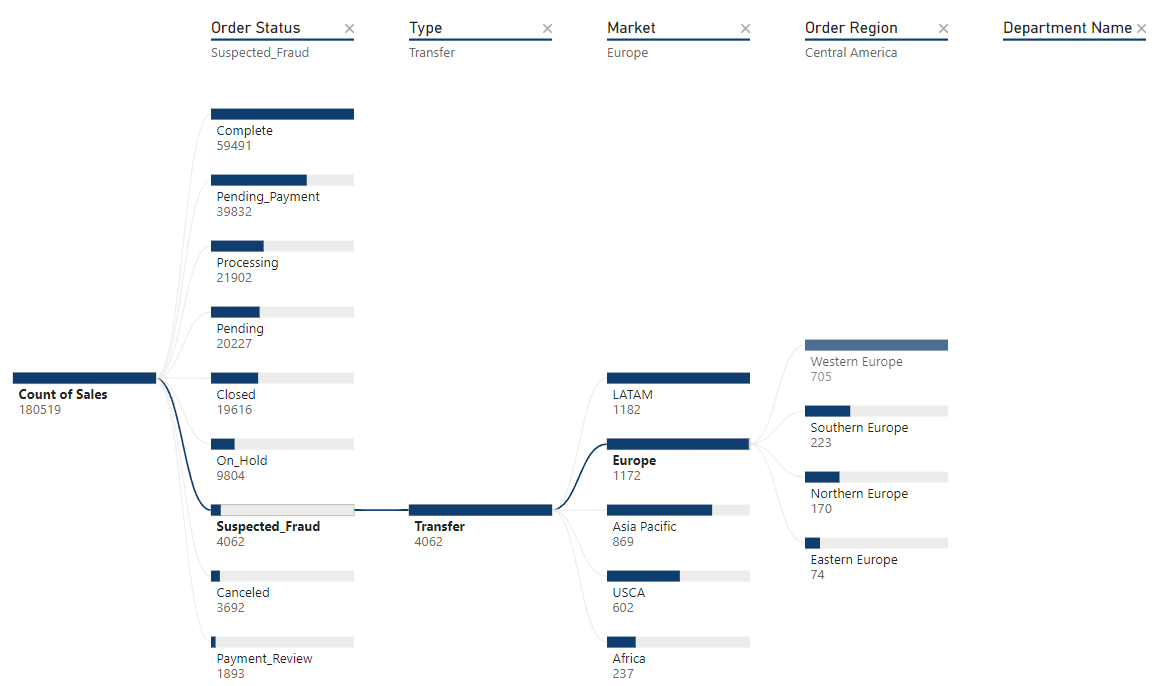 Order Status
Type
Market
Order Region
Department Name
Suspected_Fraud
Transfer
Europe
Central America
Count of Sales
180519
Complete
59491
Pending_Payment
39832
Processing
21902
Pending
20227
Closed
19616
On_Hold
9804
Suspected_Fraud
4062
Canceled
3692
Payment_Review
1893
Transfer
4062
LATAM
1182
Europe
1172
Asia Pacific
869
USCA
602
Africa
237
Western Europe
705
Southern Europe
223
Northern Europe
170
Eastern Europe
74